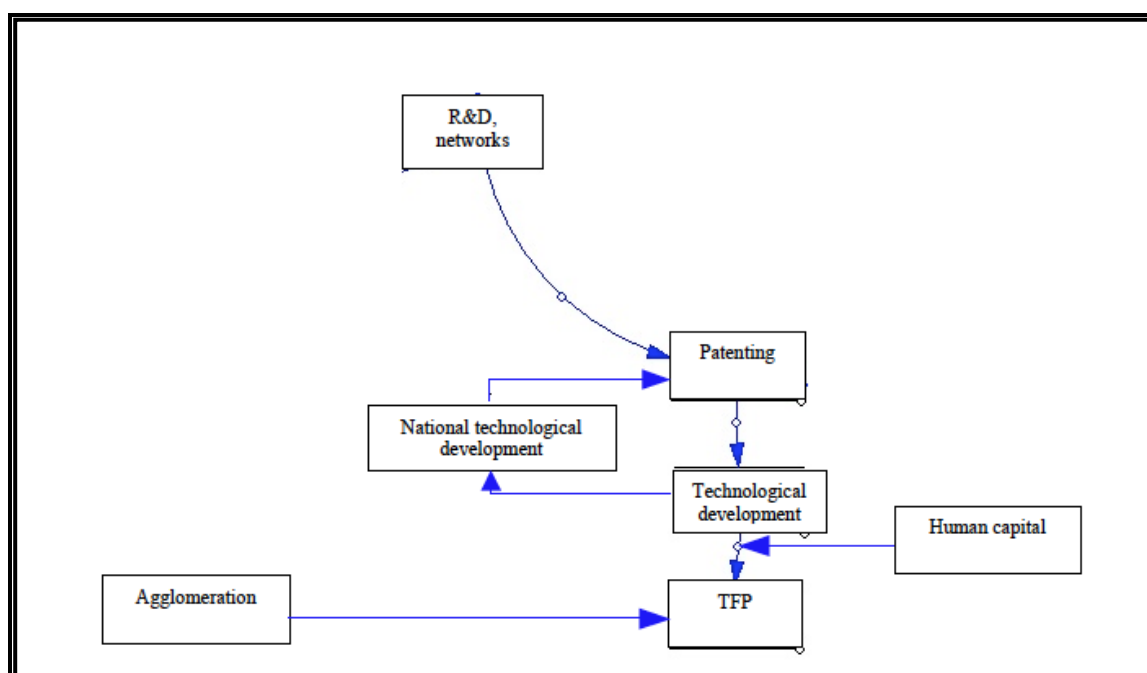 R&D,
networks
Patenting
National technological
development
Technological
development
Human capital
Agglomeration
TFP